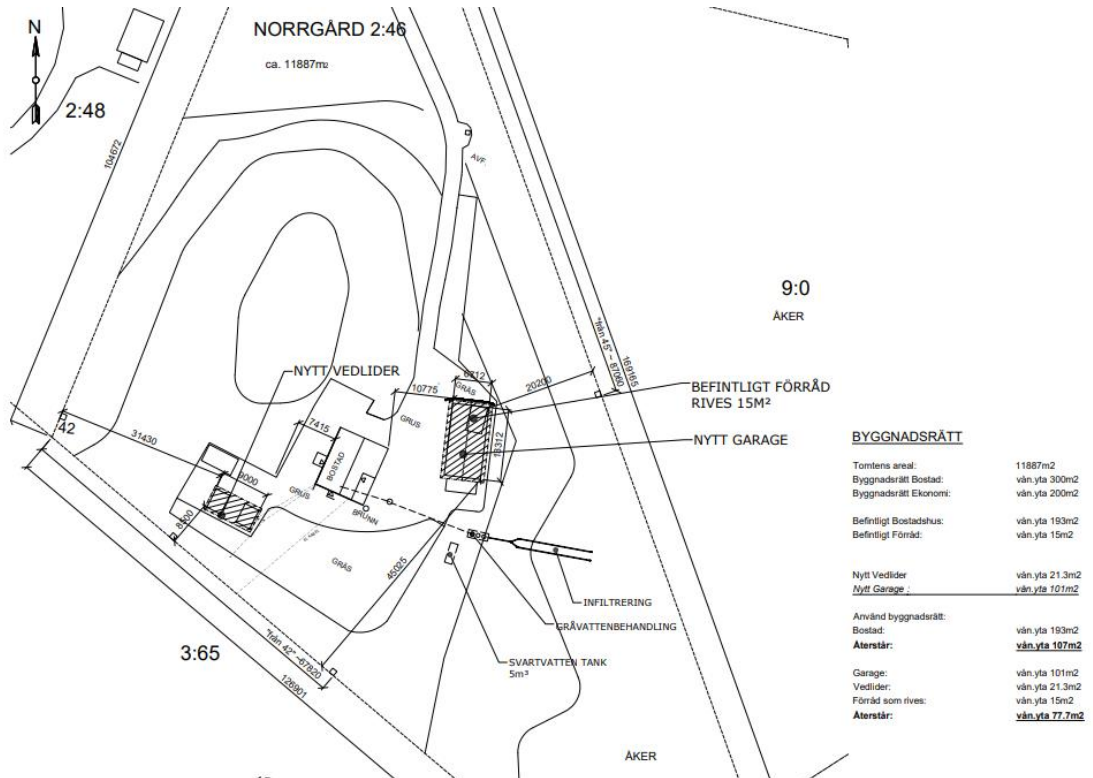 N
NORRGÅRD 2:46
ca. 11887m2
2:48
104672
AVF.
9:0
ÅKER
"från 45" ~ 87060
169165
NYTT VEDLIDER
6712
GRÄS
20200
BEFINTLIGT FÖRRÅD
RIVES 15M²
10775
GRUS
42
31430
7415
NYTT GARAGE
BOSTAD
9000
GRUS
BRUNN
8500
GRÄS
45025
INFILTRERING
GRÅVATTENBEHANDLING
SVARTVATTEN TANK
5m³
3:65
"från 42" ~67820
126901
ÅKER
BYGGNADSRÄTT
Tomtens areal: 11887m2
Byggnadsrätt Bostad: vån.yta 300m2
Byggnadsrätt Ekonomi: vån.yta 200m2
Befintligt Bostadshus: vån.yta 193m2
Befintligt Förråd: vån.yta 15m2
Nytt Vedlider vån.yta 21.3m2
Nytt Garage : vån.yta 101m2
Använd byggnadsrätt:
Bostad: vån.yta 193m2
Återstår: vån.yta 107m2
Garage: vån.yta 101m2
Vedlider: vån.yta 21.3m2
Förråd som rives: vån.yta 15m2
Återstår: vån.yta 77.7m2